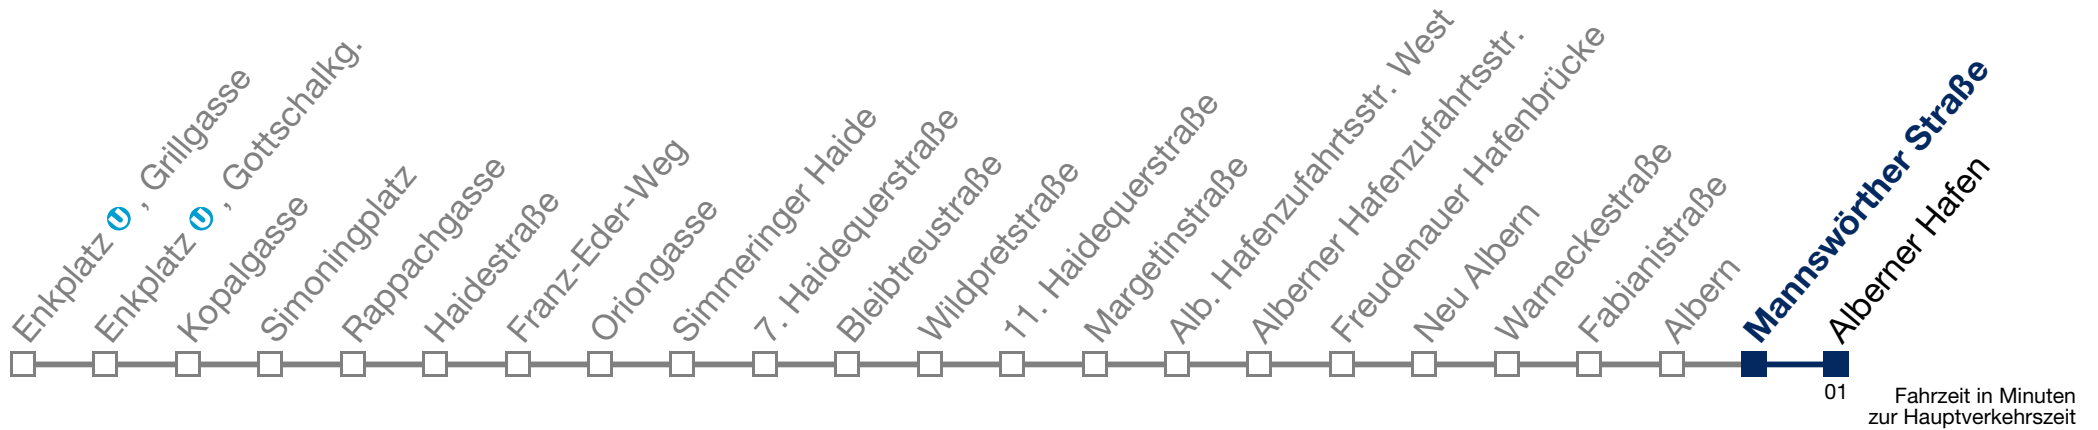 Enkplatz U, Grillgasse
Enkplatz U, Gottschalkg.
Kopalgasse
Simoningplatz
Rappachgasse
Haidestraße
Franz-Eder-Weg
Oriongasse
Simmeringer Haide
7. Haidequerstraße
Bleibtreustraße
Wildpretstraße
11. Haidequerstraße
Margetinstraße
Alb. Hafenzufahrtsstr. West
Alberner Hafenzufahrtsstr.
Freudenauer Hafenbrücke
Neu Albern
Warneckestraße
Fabianistraße
Albern
Mannswörther Straße
Alberner Hafen
01
Fahrzeit in Minuten
zur Hauptverkehrszeit